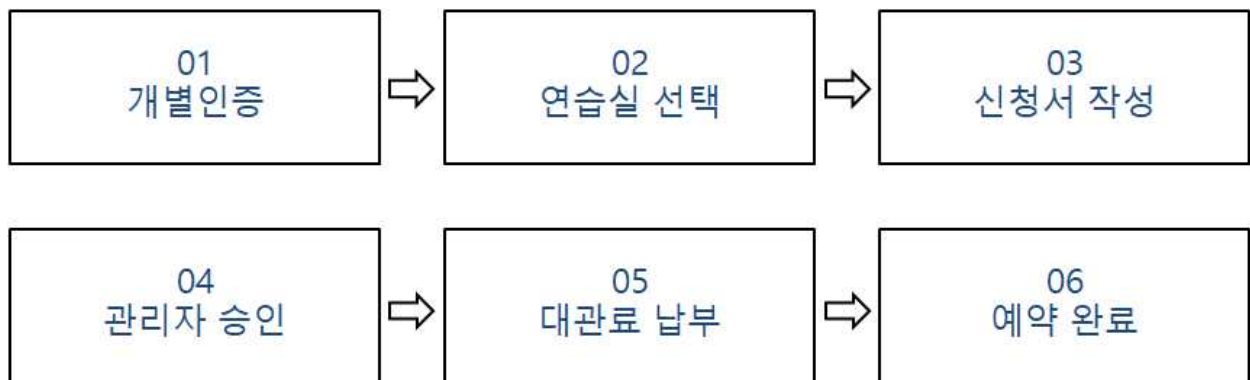 01
개별인증
02
연습실 선택
03
신청서 작성
04
관리자 승인
05
대관료 납부
06
예약 완료